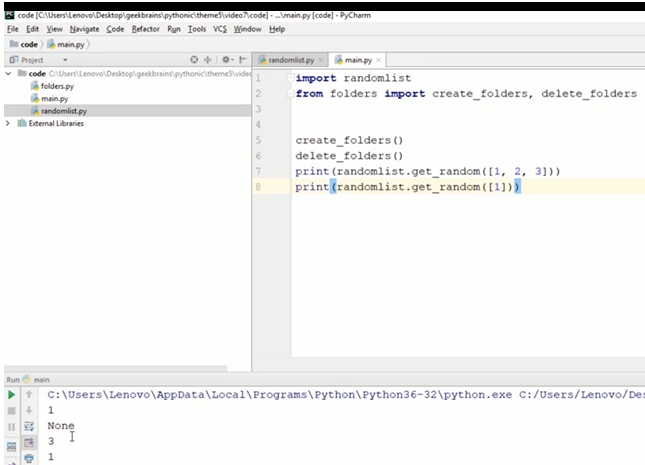 code [C:\Users\Lenovo\Desktop\geekbrains\pythonic\theme5\video7\code] - ...\main.py [code] - PyCharm
File Edit View Navigate Code Refactor Run Tools VCS Window Help
code main.py
Project
randomlist.py
main.py
code C:\Users\Lenovo\Desktop\geekbrains\pythonic\theme5\videc
folders.py
main.py
randomlist.py
External Libraries
1 import randomlist
2 from folders import create_folders, delete_folders
3
4
5 create_folders()
6 delete_folders()
7 print(randomlist.get_random([1, 2, 3]))
8 print(randomlist.get_random([1]))
Run main
C:\Users\Lenovo\AppData\Local\Programs\Python\Python36-32\python.exe C:/Users/Lenovo/Des
1
None
3
1